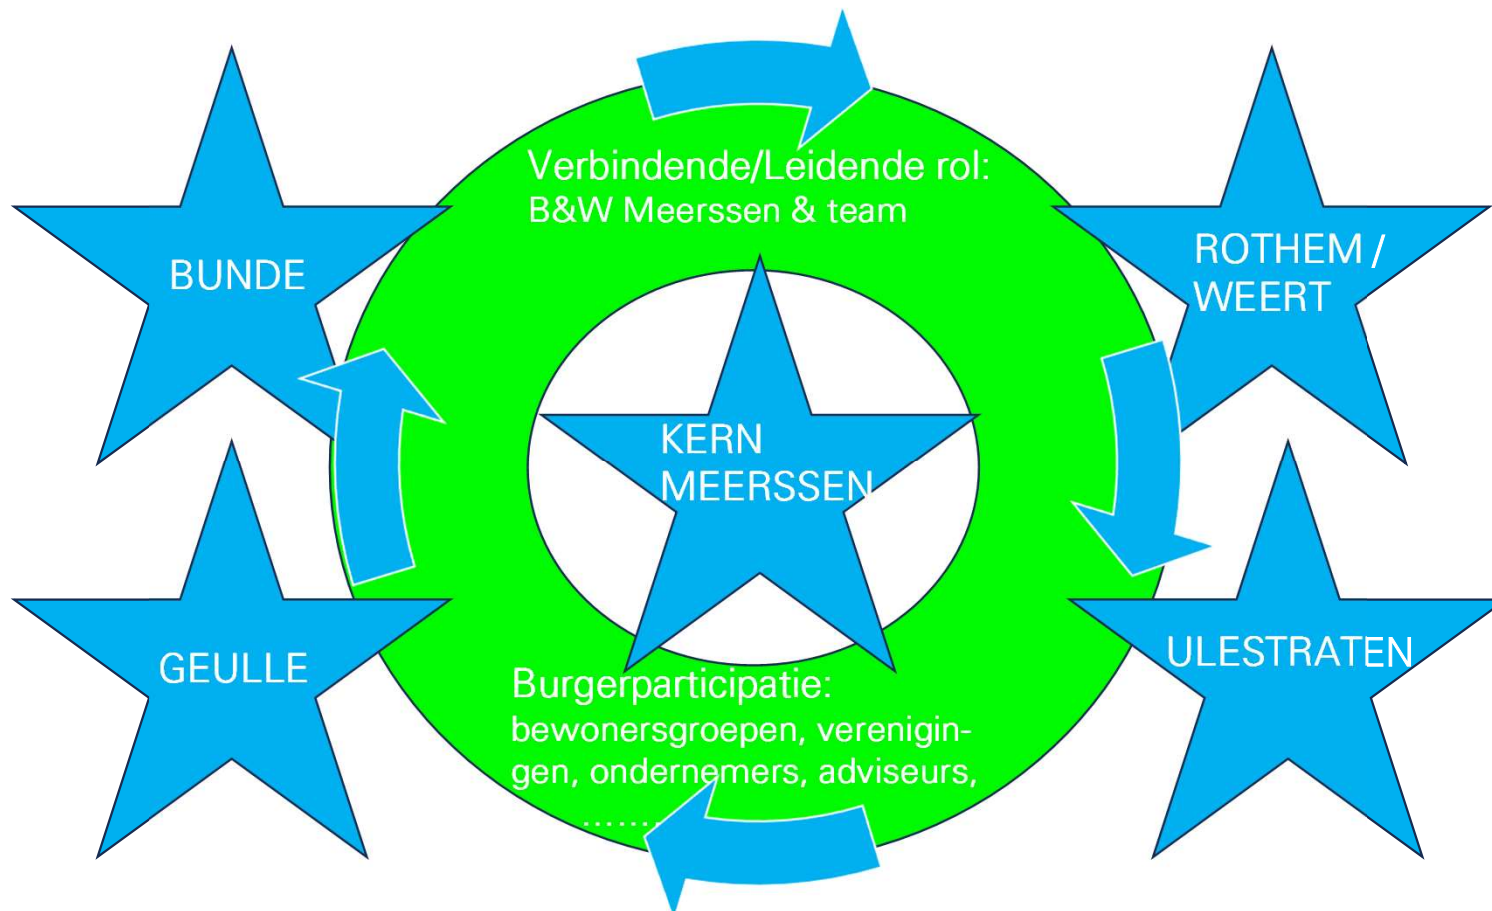 Verbindende/Leidende rol:
B&W Meerssen & team
BUNDE
ROTHEM /
WEERT
KERN
MEERSSEN
GEULLE
ULESTRATEN
Burgerparticipatie:
bewonersgroepen, verenigin-
gen, ondernemers, adviseurs,
.......